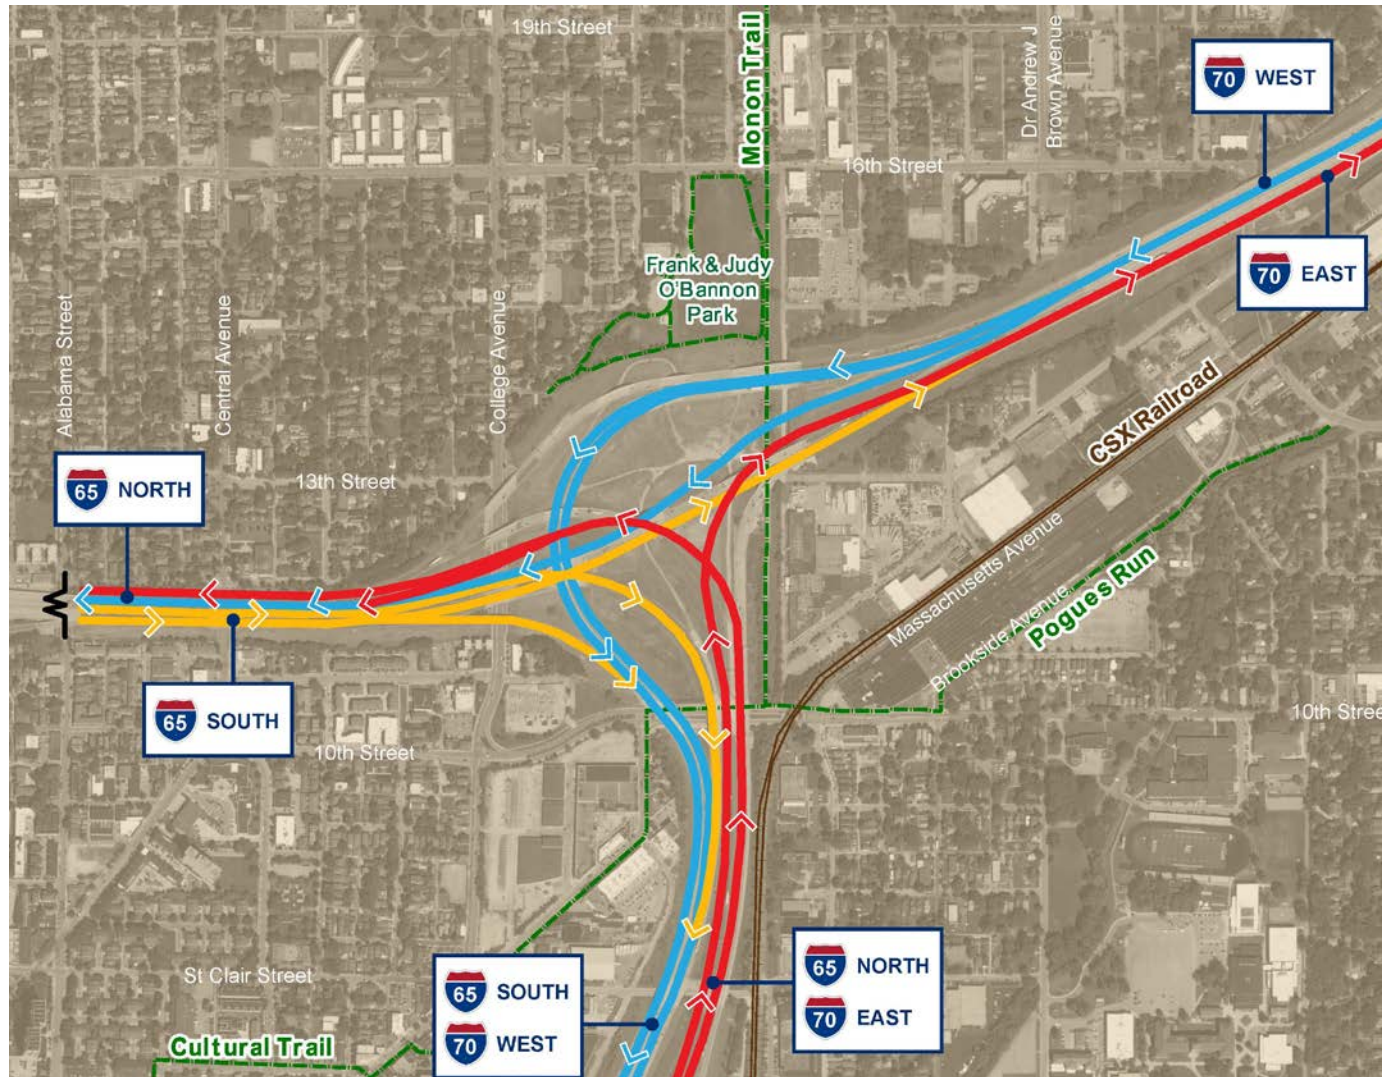 19th Street
Monon Trail
Dr Andrew J
Brown Avenue
70 WEST
16th Street
70 EAST
Frank & Judy
O'Bannon
Park
Alabama Street
Central Avenue
College Avenue
CSX Railroad
65 NORTH
13th Street
Massachusetts Avenue
Brookside Avenue
Pogues Run
65 SOUTH
10th Street
10th Stree
St Clair Street
65 SOUTH
70 WEST
65 NORTH
70 EAST
Cultural Trail